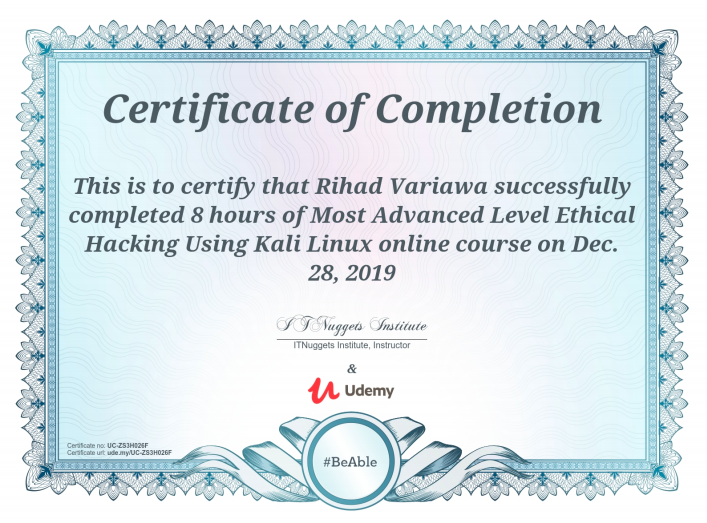 Certificate of Completion
This is to certify that Rihad Variawa successfully
completed 8 hours of Most Advanced Level Ethical
Hacking Using Kali Linux online course on Dec.
28, 2019
ITNuggets Institute
ITNuggets Institute, Instructor
&
Udemy
Certificate no: UC-ZS3H026F
Certificate url: ude.my/UC-ZS3H026F
#BeAble